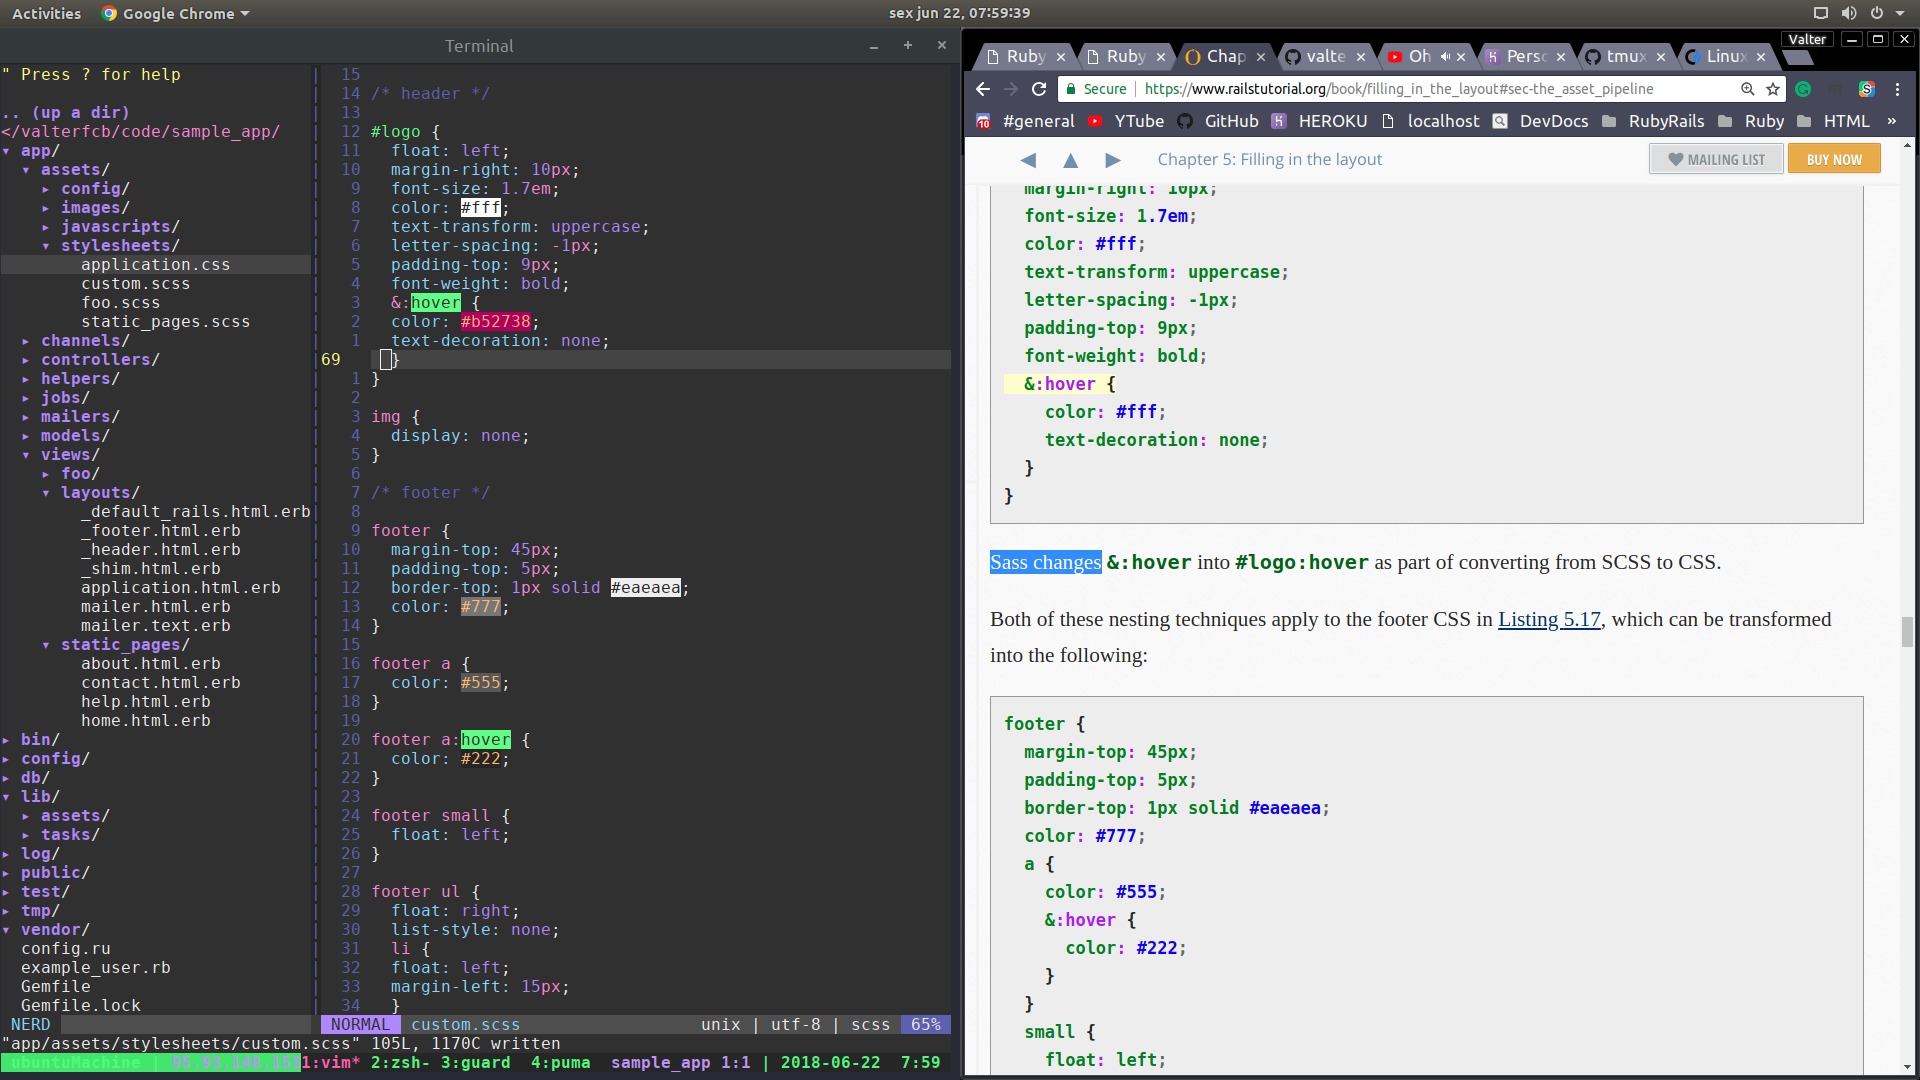 Activities Google Chrome sex jun 22, 07:59:39
Terminal
" Press ? for help
.. (up a dir)
</valterfcb/code/sample_app/
▾ app/
▾ assets/
▸ config/
▸ images/
▸ javascripts/
▾ stylesheets/
application.css
custom.scss
foo.scss
static_pages.scss
▸ channels/
▸ controllers/
▸ helpers/
▸ jobs/
▸ mailers/
▸ models/
▾ views/
▸ foo/
▾ layouts/
_default_rails.html.erb
_footer.html.erb
_header.html.erb
_shim.html.erb
application.html.erb
mailer.html.erb
mailer.text.erb
▾ static_pages/
about.html.erb
contact.html.erb
help.html.erb
home.html.erb
▸ bin/
▸ config/
▸ db/
▾ lib/
▸ assets/
▸ tasks/
▸ log/
▸ public/
▸ test/
▸ tmp/
▾ vendor/
config.ru
example_user.rb
Gemfile
Gemfile.lock
NERD
15
14 /* header */
13
12 #logo {
11 float: left;
10 margin-right: 10px;
9 font-size: 1.7em;
8 color: #fff;
7 text-transform: uppercase;
6 letter-spacing: -1px;
5 padding-top: 9px;
4 font-weight: bold;
3 &:hover {
2 color: #b52738;
1 text-decoration: none;
69 }
1 }
2
3 img {
4 display: none;
5 }
6
7 /* footer */
8
9 footer {
10 margin-top: 45px;
11 padding-top: 5px;
12 border-top: 1px solid #eaeaea;
13 color: #777;
14 }
15
16 footer a {
17 color: #555;
18 }
19
20 footer a:hover {
21 color: #222;
22 }
23
24 footer small {
25 float: left;
26 }
27
28 footer ul {
29 float: right;
30 list-style: none;
31 li {
32 float: left;
33 margin-left: 15px;
34 }
NORMAL custom.scss unix | utf-8 | scss 65%
"app/assets/stylesheets/custom.scss" 105L, 1170C written
ubuntuMachine | 1:vim* 2:zsh- 3:guard 4:puma sample_app 1:1 | 2018-06-22 7:59
Valter
Ruby Ruby Chap valte Oh Perso tmux Linux
Secure https://www.railstutorial.org/book/filling_in_the_layout#sec-the_asset_pipeline
#general YTube GitHub HEROKU localhost DevDocs RubyRails Ruby HTML »
◀ ▲ ▶ Chapter 5: Filling in the layout MAILING LIST BUY NOW
margin-right: 10px;
font-size: 1.7em;
color: #fff;
text-transform: uppercase;
letter-spacing: -1px;
padding-top: 9px;
font-weight: bold;
&:hover {
color: #fff;
text-decoration: none;
}
}
Sass changes &:hover into #logo:hover as part of converting from SCSS to CSS.
Both of these nesting techniques apply to the footer CSS in Listing 5.17, which can be transformed
into the following:
footer {
margin-top: 45px;
padding-top: 5px;
border-top: 1px solid #eaeaea;
color: #777;
a {
color: #555;
&:hover {
color: #222;
}
}
small {
float: left;